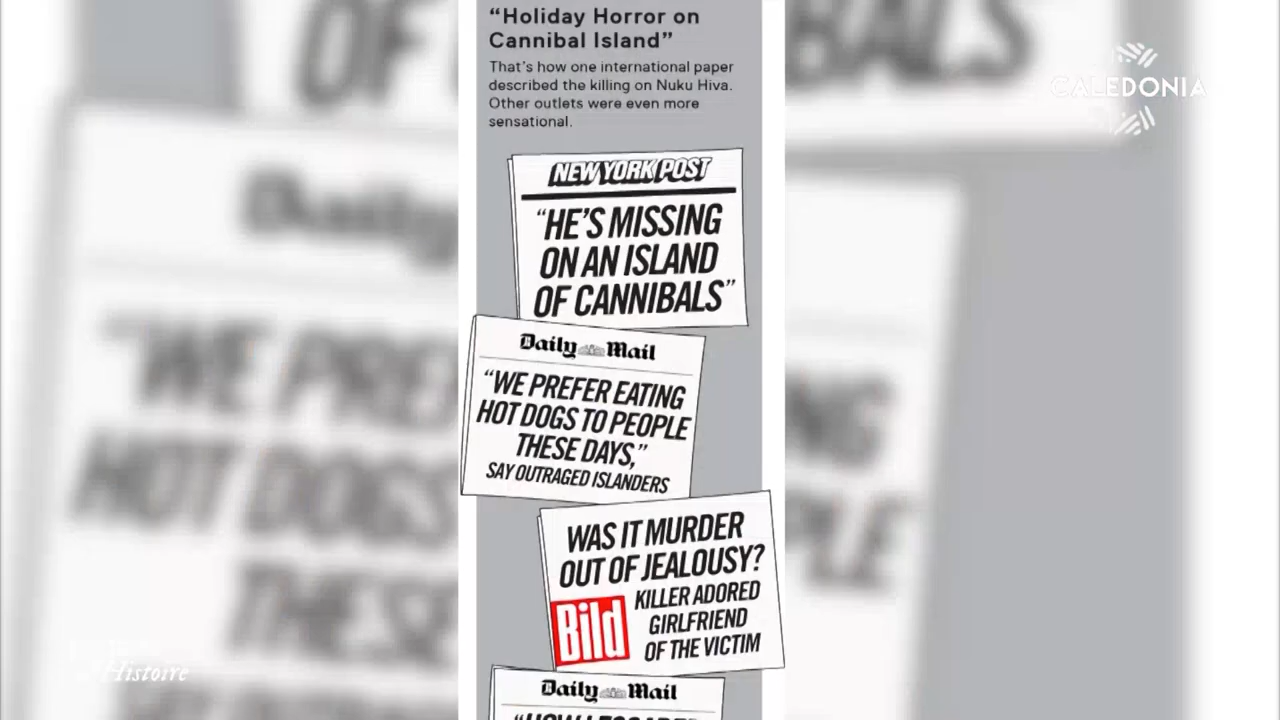 “Holiday Horror on
Cannibal Island”
That’s how one international paper
described the killing on Nuku Hiva.
Other outlets were even more
sensational.
NEW YORK POST
“HE’S MISSING
ON AN ISLAND
OF CANNIBALS”
Daily Mail
“WE PREFER EATING
HOT DOGS TO PEOPLE
THESE DAYS,”
SAY OUTRAGED ISLANDERS
WAS IT MURDER
OUT OF JEALOUSY?
Bild
KILLER ADORED
GIRLFRIEND
OF THE VICTIM
Daily Mail
“HOW I ESCAPED
CALEDONIA
Histoire